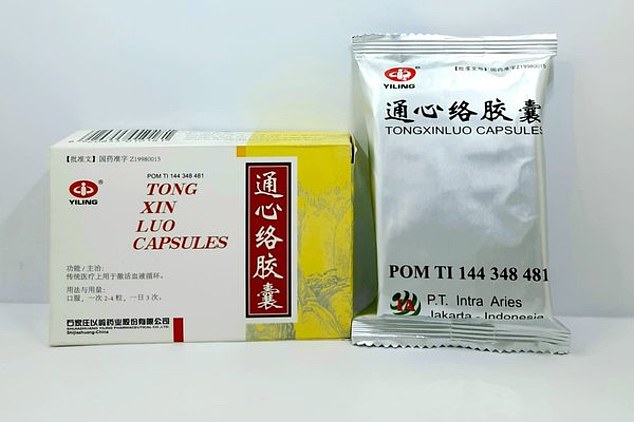 【批准文】国药准字 Z19980015
POM TI 144 348 481
YILING
®
TONG
XIN
LUO
CAPSULES
通心络胶囊
功能/主治:
传统医疗上用于激活血液循环。
用法与用量:
口服,一次2-4粒,一日3次。
石家庄以岭药业股份有限公司
SHIJIAZHUANG YILING PHARMACEUTICAL CO.,LTD.
Shijiazhuang-China
YILING
®
【批准文号】国药准字 Z19980015
通心络胶囊
TONGXINLUO CAPSULES
POM TI 144 348 481
P.T. Intra Aries
Jakarta - Indonesia